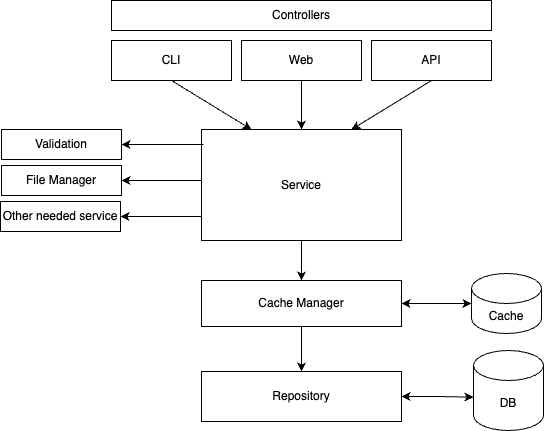 Controllers
CLI
Web
API
Validation
File Manager
Other needed service
Service
Cache Manager
Cache
Repository
DB